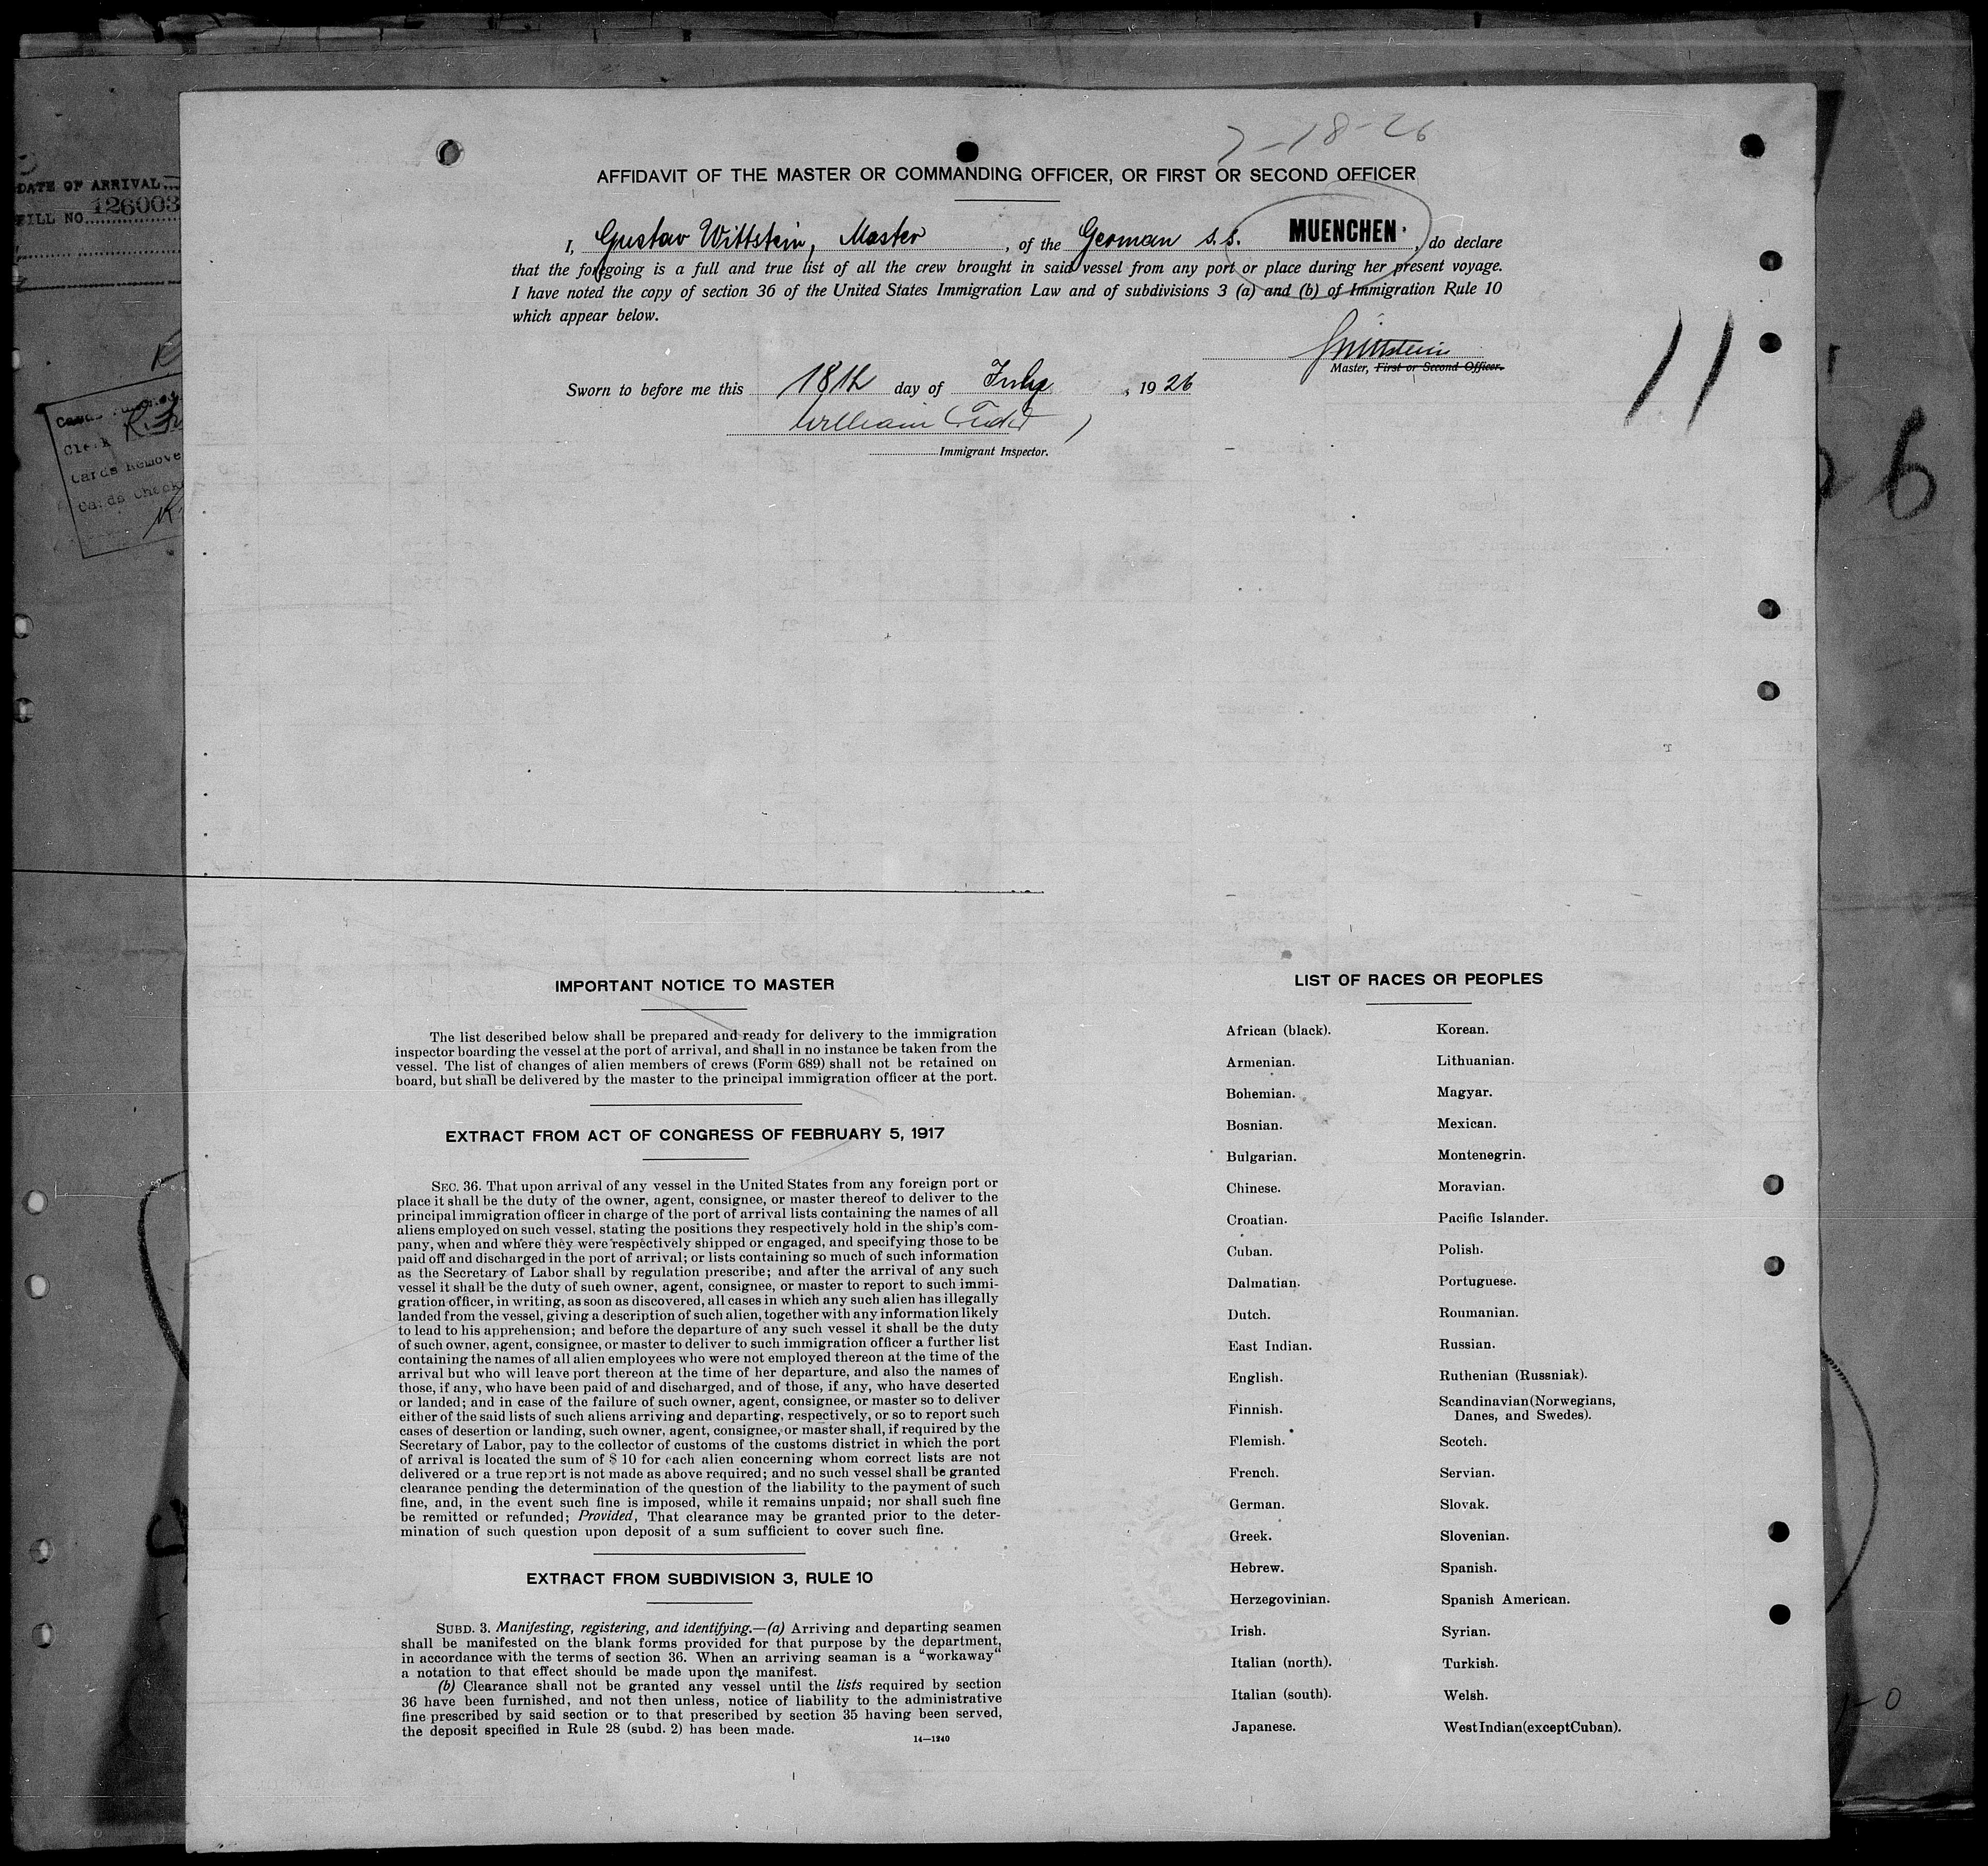 7-18-26
AFFIDAVIT OF THE MASTER OR COMMANDING OFFICER, OR FIRST OR SECOND OFFICER
I, Gustav Wittstein, Master, of the German s.s. MUENCHEN, do declare
that the foregoing is a full and true list of all the crew brought in said vessel from any port or place during her present voyage.
I have noted the copy of section 36 of the United States Immigration Law and of subdivisions 3 (a) and (b) of Immigration Rule 10
which appear below.
GWittstein
Master, First or Second Officer.
Sworn to before me this 18th day of July, 1926
William
Immigrant Inspector.
11
DATE OF ARRIVAL
FILL NO. 126003
Clerk
Cards Remove
Cards Check
26
IMPORTANT NOTICE TO MASTER
The list described below shall be prepared and ready for delivery to the immigration
inspector boarding the vessel at the port of arrival, and shall in no instance be taken from the
vessel. The list of changes of alien members of crews (Form 689) shall not be retained on
board, but shall be delivered by the master to the principal immigration officer at the port.
EXTRACT FROM ACT OF CONGRESS OF FEBRUARY 5, 1917
SEC. 36. That upon arrival of any vessel in the United States from any foreign port or
place it shall be the duty of the owner, agent, consignee, or master thereof to deliver to the
principal immigration officer in charge of the port of arrival lists containing the names of all
aliens employed on such vessel, stating the positions they respectively hold in the ship's com-
pany, when and where they were respectively shipped or engaged, and specifying those to be
paid off and discharged in the port of arrival; or lists containing so much of such information
as the Secretary of Labor shall by regulation prescribe; and after the arrival of any such
vessel it shall be the duty of such owner, agent, consignee, or master to report to such immi-
gration officer, in writing, as soon as discovered, all cases in which any such alien has illegally
landed from the vessel, giving a description of such alien, together with any information likely
to lead to his apprehension; and before the departure of any such vessel it shall be the duty
of such owner, agent, consignee, or master to deliver to such immigration officer a further list
containing the names of all alien employees who were not employed thereon at the time of the
arrival but who will leave port thereon at the time of her departure, and also the names of
those, if any, who have been paid of and discharged, and of those, if any, who have deserted
or landed; and in case of the failure of such owner, agent, consignee, or master so to deliver
either of the said lists of such aliens arriving and departing, respectively, or so to report such
cases of desertion or landing, such owner, agent, consignee, or master shall, if required by the
Secretary of Labor, pay to the collector of customs of the customs district in which the port
of arrival is located the sum of $ 10 for each alien concerning whom correct lists are not
delivered or a true report is not made as above required; and no such vessel shall be granted
clearance pending the determination of the question of the liability to the payment of such
fine, and, in the event such fine is imposed, while it remains unpaid; nor shall such fine
be remitted or refunded; Provided, That clearance may be granted prior to the deter-
mination of such question upon deposit of a sum sufficient to cover such fine.
EXTRACT FROM SUBDIVISION 3, RULE 10
SUBD. 3. Manifesting, registering, and identifying.—(a) Arriving and departing seamen
shall be manifested on the blank forms provided for that purpose by the department,
in accordance with the terms of section 36. When an arriving seaman is a "workaway"
a notation to that effect should be made upon the manifest.
(b) Clearance shall not be granted any vessel until the lists required by section
36 have been furnished, and not then unless, notice of liability to the administrative
fine prescribed by said section or to that prescribed by section 35 having been served,
the deposit specified in Rule 28 (subd. 2) has been made.
14—1240
LIST OF RACES OR PEOPLES
African (black).
Armenian.
Bohemian.
Bosnian.
Bulgarian.
Chinese.
Croatian.
Cuban.
Dalmatian.
Dutch.
East Indian.
English.
Finnish.
Flemish.
French.
German.
Greek.
Hebrew.
Herzegovinian.
Irish.
Italian (north).
Italian (south).
Japanese.
Korean.
Lithuanian.
Magyar.
Mexican.
Montenegrin.
Moravian.
Pacific Islander.
Polish.
Portuguese.
Roumanian.
Russian.
Ruthenian (Russniak).
Scandinavian (Norwegians,
Danes, and Swedes).
Scotch.
Servian.
Slovak.
Slovenian.
Spanish.
Spanish American.
Syrian.
Turkish.
Welsh.
West Indian (except Cuban).